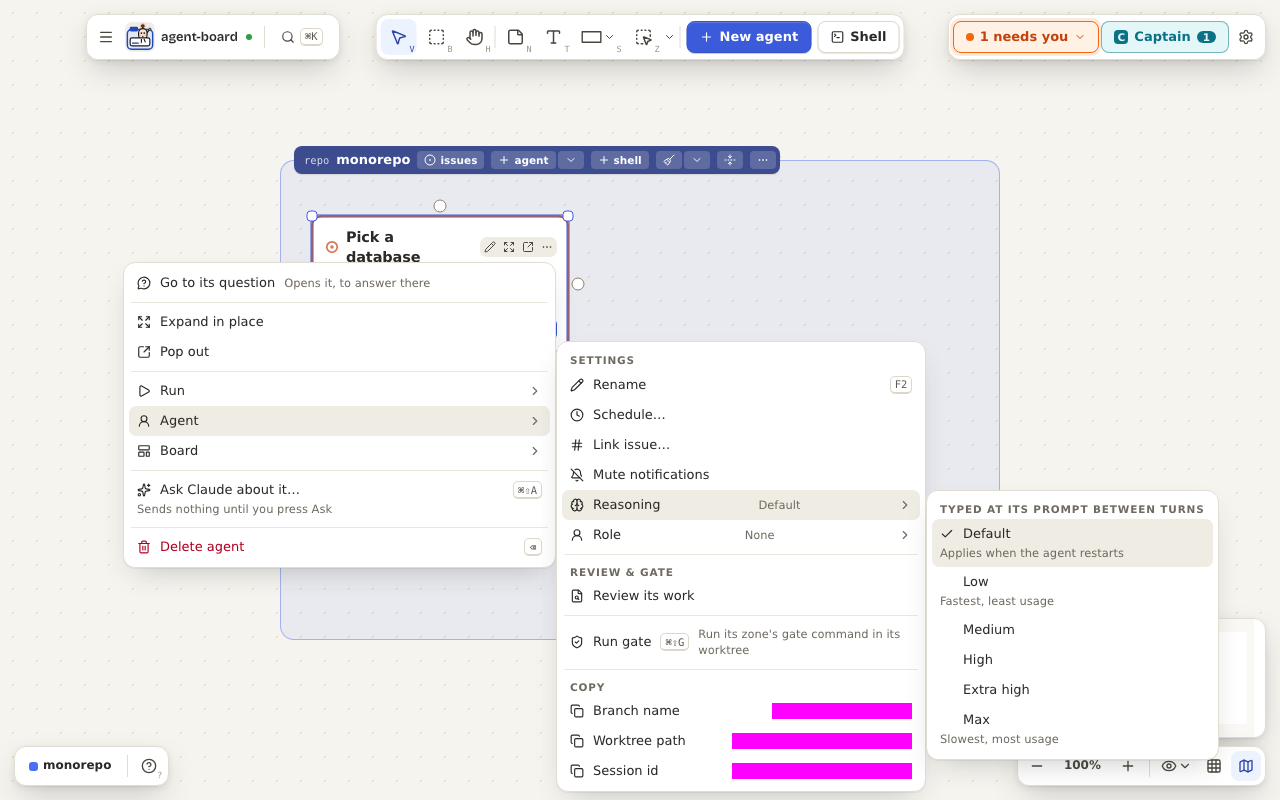 agent-board
⌘K
V
B
H
N
T
S
Z
New agent
Shell
1 needs you
C Captain 1
repo monorepo
issues
+ agent
+ shell
Pick a
database
Go to its question Opens it, to answer there
Expand in place
Pop out
Run
Agent
Board
Ask Claude about it… ⌘⇧A
Sends nothing until you press Ask
Delete agent
SETTINGS
Rename F2
Schedule…
Link issue…
Mute notifications
Reasoning Default
Role None
REVIEW & GATE
Review its work
Run gate ⌘⇧G Run its zone's gate command in its
worktree
COPY
Branch name
Worktree path
Session id
TYPED AT ITS PROMPT BETWEEN TURNS
Default
Applies when the agent restarts
Low
Fastest, least usage
Medium
High
Extra high
Max
Slowest, most usage
monorepo
?
100%